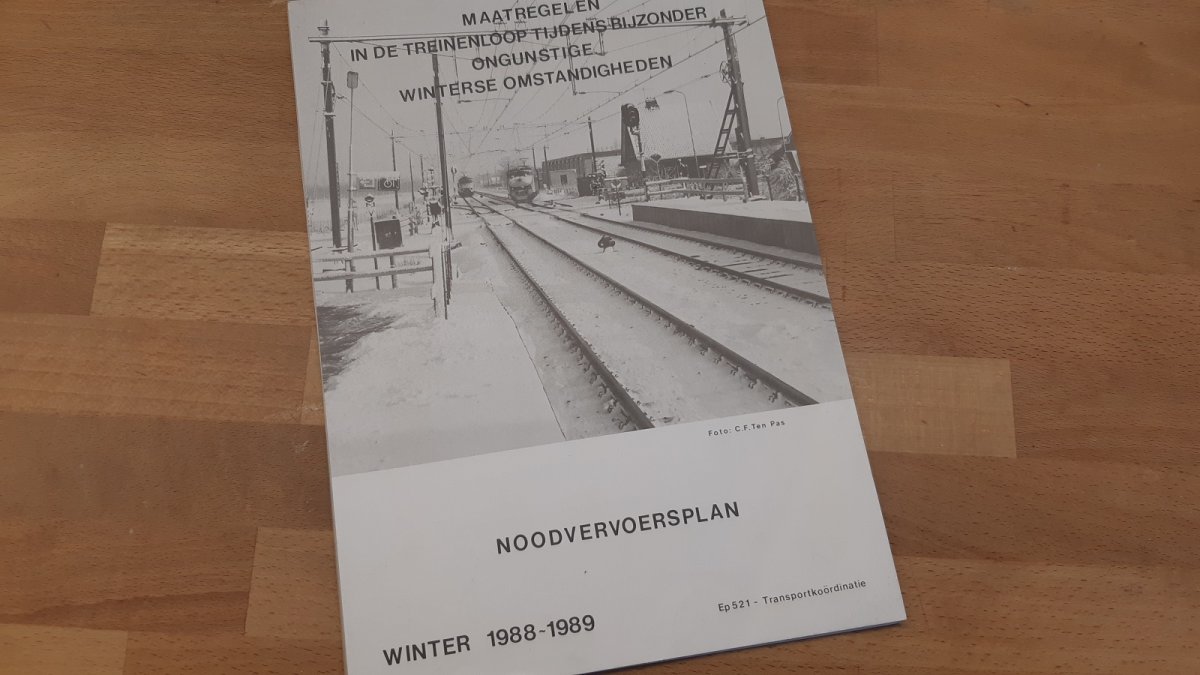 MAATREGELEN
IN DE TREINENLOOP TIJDENS BIJZONDER
ONGUNSTIGE
WINTERSE OMSTANDIGHEDEN
Foto: C.F. Ten Pas
NOODVERVOERSPLAN
Ep521 - Transportkoördinatie
WINTER 1988-1989